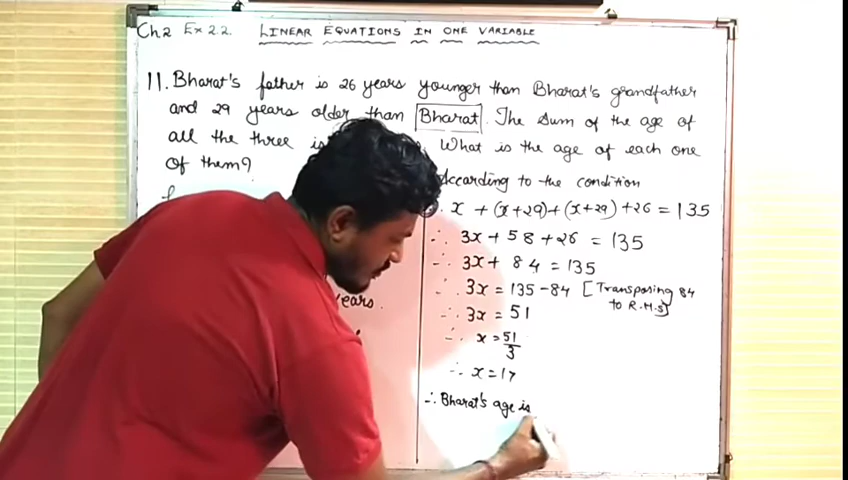 Ch.2 Ex 2.2. LINEAR EQUATIONS IN ONE VARIABLE
11. Bharat's father is 26 years younger than Bharat's grandfather
and 29 years older than Bharat. The sum of the age of
all the three is What is the age of each one
of them?
years.
According to the condition
x + (x+29) + (x+29) + 26 = 135
∴ 3x + 58 + 26 = 135
∴ 3x + 84 = 135
∴ 3x = 135 - 84 [Transposing 84
to R.H.S]
∴ 3x = 51
∴ x = 51/3
∴ x = 17
∴ Bharat's age is